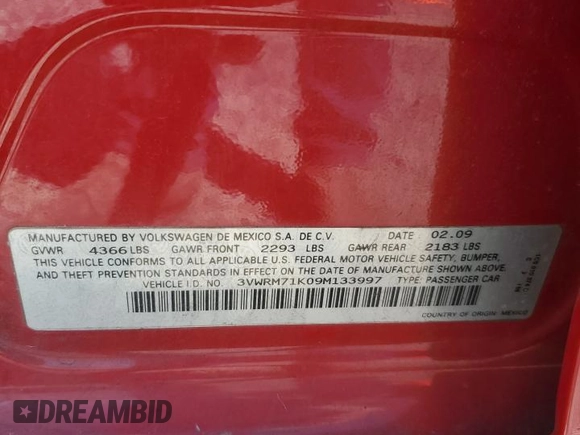 MANUFACTURED BY VOLKSWAGEN DE MEXICO S.A. DE C.V. DATE 02.09
GVWR 4366 LBS GAWR FRONT 2293 LBS GAWR REAR 2183 LBS
THIS VEHICLE CONFORMS TO ALL APPLICABLE U.S. FEDERAL MOTOR VEHICLE SAFETY, BUMPER,
AND THEFT PREVENTION STANDARDS IN EFFECT ON THE DATE OF MANUFACTURE SHOWN ABOVE.
VEHICLE I.D. NO. 3VWRM71K09M133997 TYPE: PASSENGER CAR
COUNTRY OF ORIGIN: MEXICO
DREAMBID